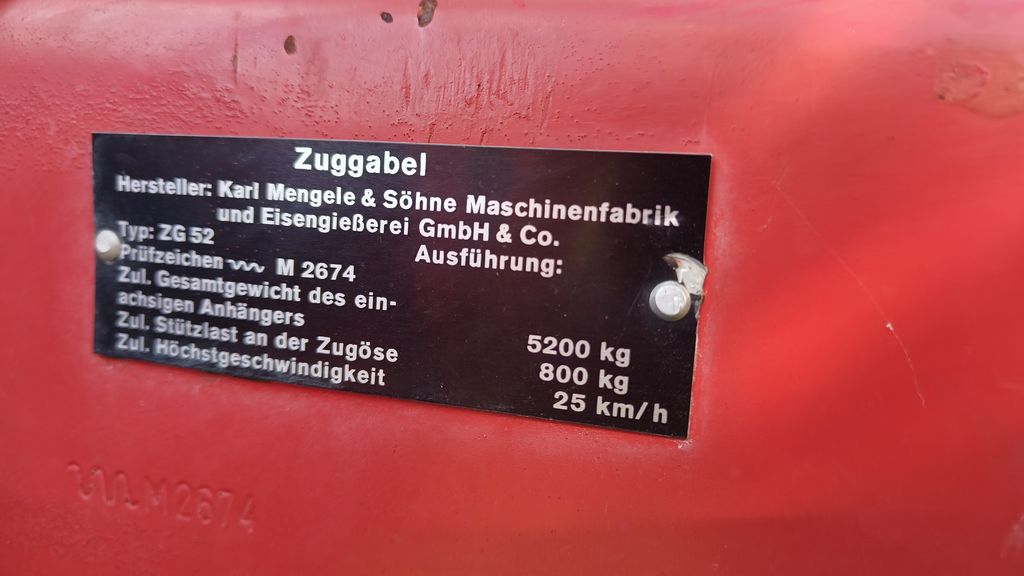 Zuggabel
Hersteller: Karl Mengele & Söhne Maschinenfabrik
und Eisengießerei GmbH & Co.
Typ: ZG 52 Ausführung:
Prüfzeichen M 2674
Zul. Gesamtgewicht des ein-
achsigen Anhängers 5200 kg
Zul. Stützlast an der Zugöse 800 kg
Zul. Höchstgeschwindigkeit 25 km/h
M2674